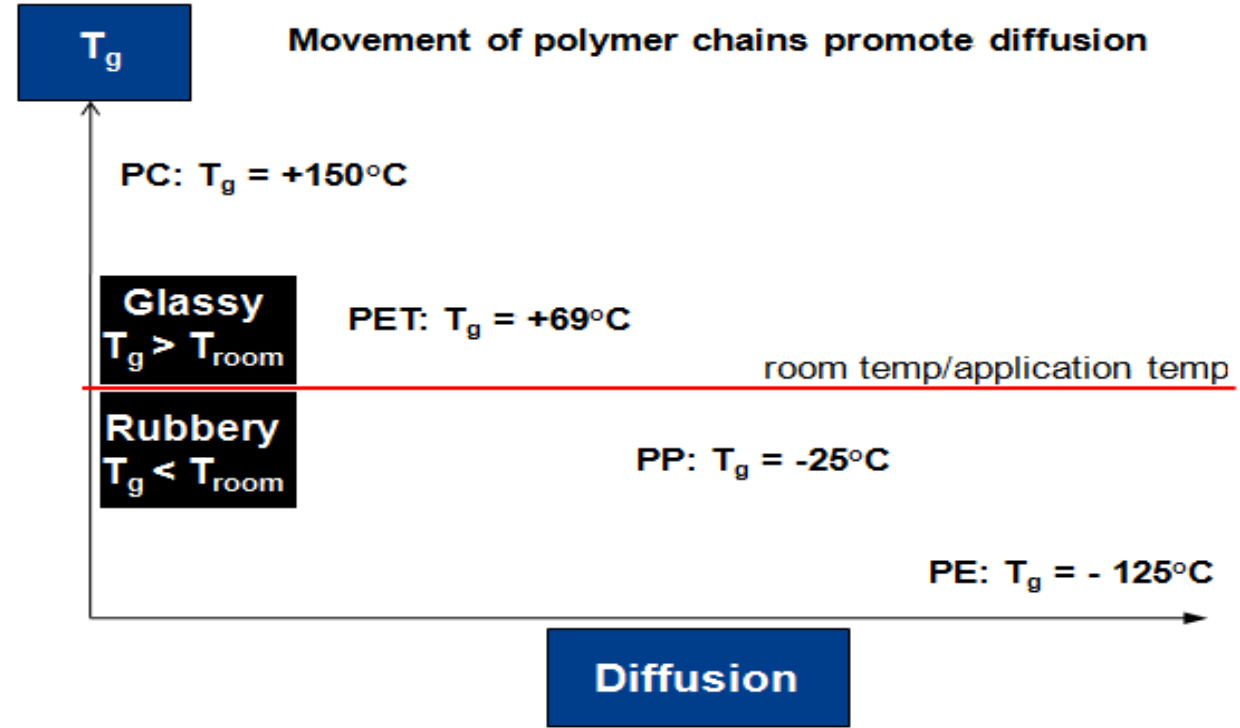 Tg
Movement of polymer chains promote diffusion
PC: Tg = +150°C
Glassy
Tg > Troom
PET: Tg = +69°C
room temp/application temp
Rubbery
Tg < Troom
PP: Tg = -25°C
PE: Tg = - 125°C
Diffusion